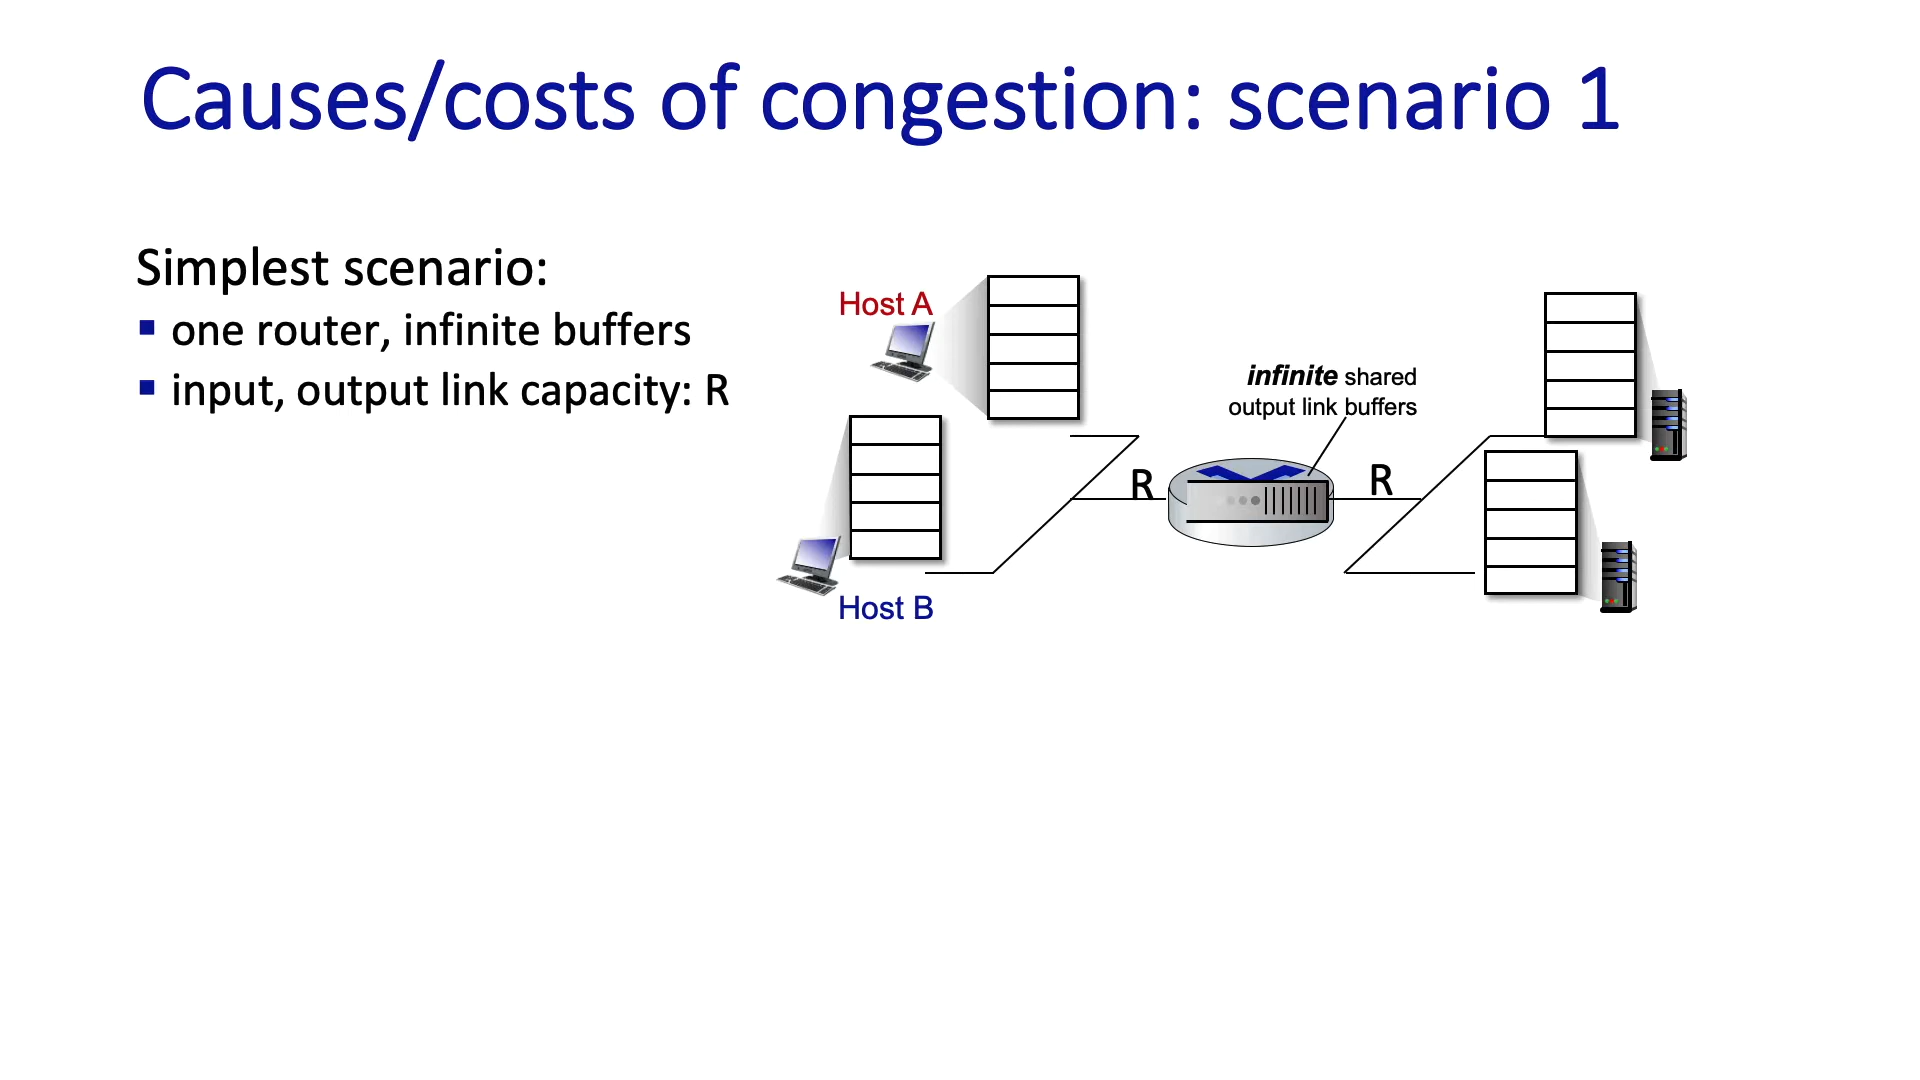 Causes/costs of congestion: scenario 1
Simplest scenario:
one router, infinite buffers
input, output link capacity: R
Host A
infinite shared
output link buffers
R
R
Host B